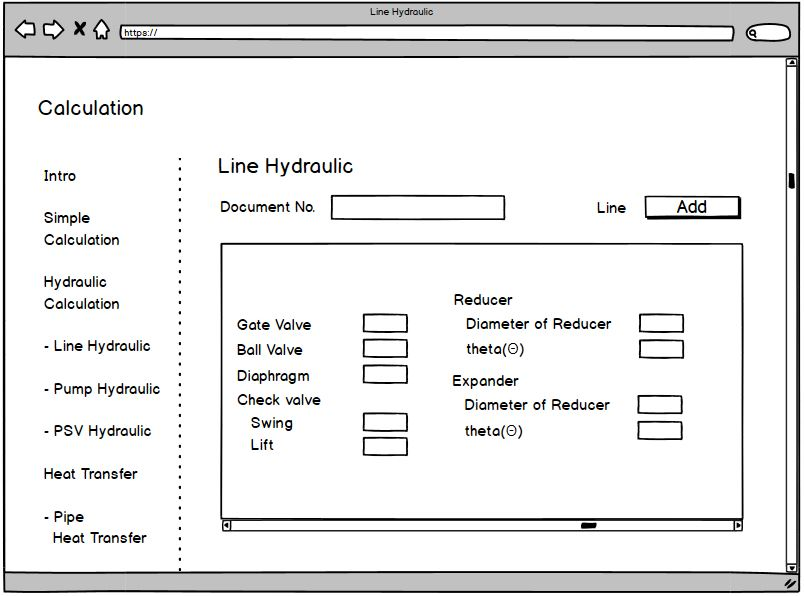 Line Hydraulic
https://
Calculation
Intro
Simple
Calculation
Hydraulic
Calculation
- Line Hydraulic
- Pump Hydraulic
- PSV Hydraulic
Heat Transfer
- Pipe
Heat Transfer
Line Hydraulic
Document No.
Line Add
Gate Valve
Ball Valve
Diaphragm
Check valve
Swing
Lift
Reducer
Diameter of Reducer
theta(Θ)
Expander
Diameter of Reducer
theta(Θ)